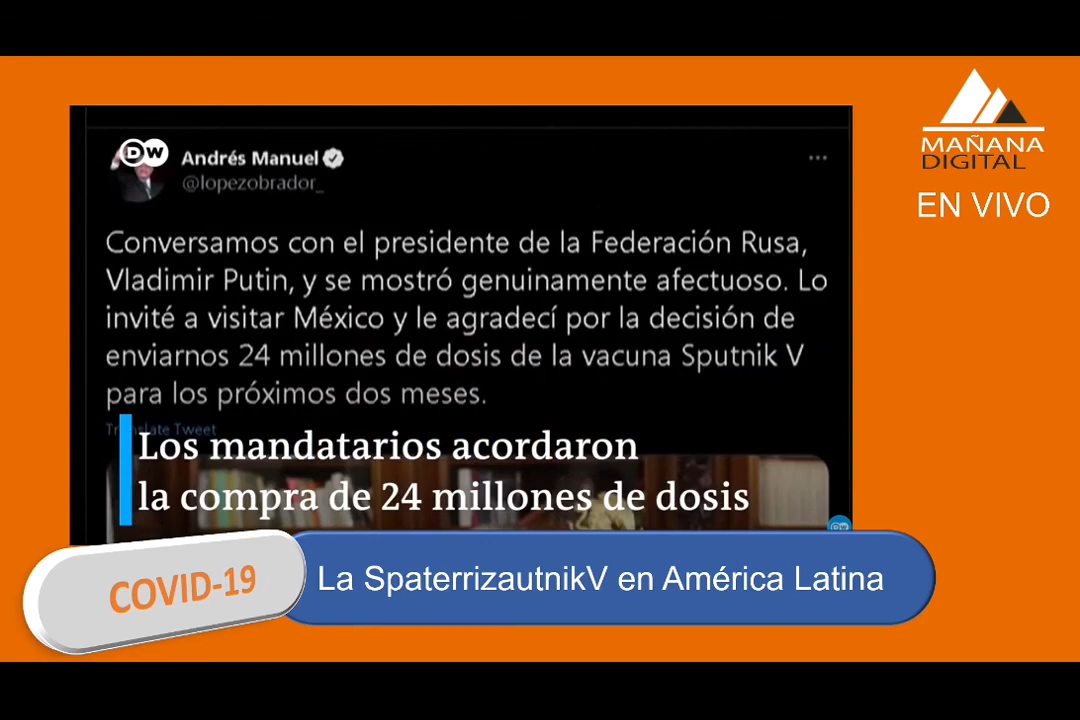 DW
Andrés Manuel
@lopezobrador_
Conversamos con el presidente de la Federación Rusa,
Vladimir Putin, y se mostró genuinamente afectuoso. Lo
invité a visitar México y le agradecí por la decisión de
enviarnos 24 millones de dosis de la vacuna Sputnik V
para los próximos dos meses.
Translate Tweet
Los mandatarios acordaron
la compra de 24 millones de dosis
DW
COVID-19
La SpaterrizautnikV en América Latina
MAÑANA
DIGITAL
EN VIVO